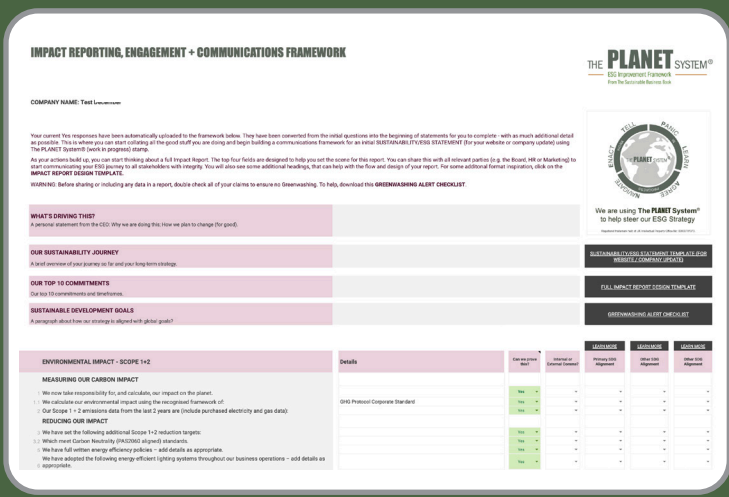 IMPACT REPORTING, ENGAGEMENT + COMMUNICATIONS FRAMEWORK
THE PLANET SYSTEM®
ESG Improvement Framework
From The Sustainable Business Book
COMPANY NAME: Test
Your current Yes responses have been automatically uploaded to the framework below. They have been converted from the initial questions into the beginning of statements for you to complete - with as much additional detail
as possible. This is where you can start collating all the good stuff you are doing and begin building a communications framework for an initial SUSTAINABILITY/ESG STATEMENT (for your website or company update) using
The PLANET System® (work in progress) stamp.
As your actions build up, you can start thinking about a full Impact Report. The top four fields are designed to help you set the scene for this report. You can share this with all relevant parties (e.g. the Board, HR or Marketing) to
start communicating your ESG journey to all stakeholders with integrity. You will also see some additional headings, that can help with the flow and design of your report. For some additional format inspiration, click on the
IMPACT REPORT DESIGN TEMPLATE.
WARNING: Before sharing or including any data in a report, double check all of your claims to ensure no Greenwashing. To help, download this GREENWASHING ALERT CHECKLIST.
TELL
PANIC
LEARN
AGREE
NAVIGATE
ENACT
THE PLANET SYSTEM
We are using The PLANET System®
to help steer our ESG Strategy
WHAT'S DRIVING THIS?
A personal statement from the CEO: Why we are doing this; How we plan to change (for good).
OUR SUSTAINABILITY JOURNEY
A brief overview of your journey so far and your long-term strategy.
SUSTAINABILITY/ESG STATEMENT TEMPLATE (FOR
WEBSITE / COMPANY UPDATE)
OUR TOP 10 COMMITMENTS
Our top 10 commitments and timeframes.
FULL IMPACT REPORT DESIGN TEMPLATE
SUSTAINABLE DEVELOPMENT GOALS
A paragraph about how our strategy is aligned with global goals?
GREENWASHING ALERT CHECKLIST
LEARN MORE LEARN MORE LEARN MORE
ENVIRONMENTAL IMPACT - SCOPE 1+2 Details Can we prove this? Internal or External Comms? Primary SDG Alignment Other SDG Alignment Other SDG Alignment
MEASURING OUR CARBON IMPACT
1 We now take responsibility for, and calculate, our impact on the planet. Yes
1.1 We calculate our environmental impact using the recognised framework of: GHG Protocol Corporate Standard Yes
2 Our Scope 1 + 2 emissions data from the last 2 years are (include purchased electricity and gas data): Yes
REDUCING OUR IMPACT
3 We have set the following additional Scope 1+2 reduction targets: Yes
3.2 Which meet Carbon Neutrality (PAS2060 aligned) standards. Yes
5 We have full written energy efficiency policies – add details as appropriate. Yes
We have adopted the following energy-efficient lighting systems throughout our business operations – add details as
6 appropriate. Yes